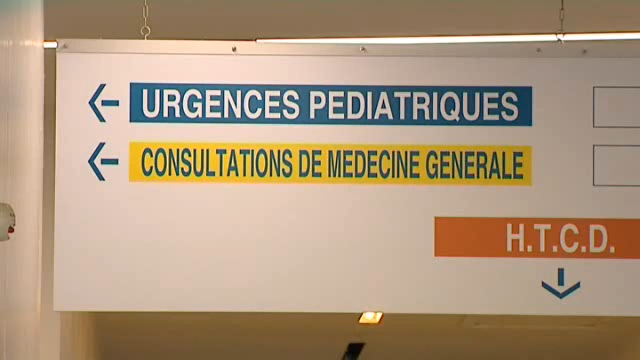 URGENCES PEDIATRIQUES
CONSULTATIONS DE MEDECINE GENERALE
H.T.C.D.